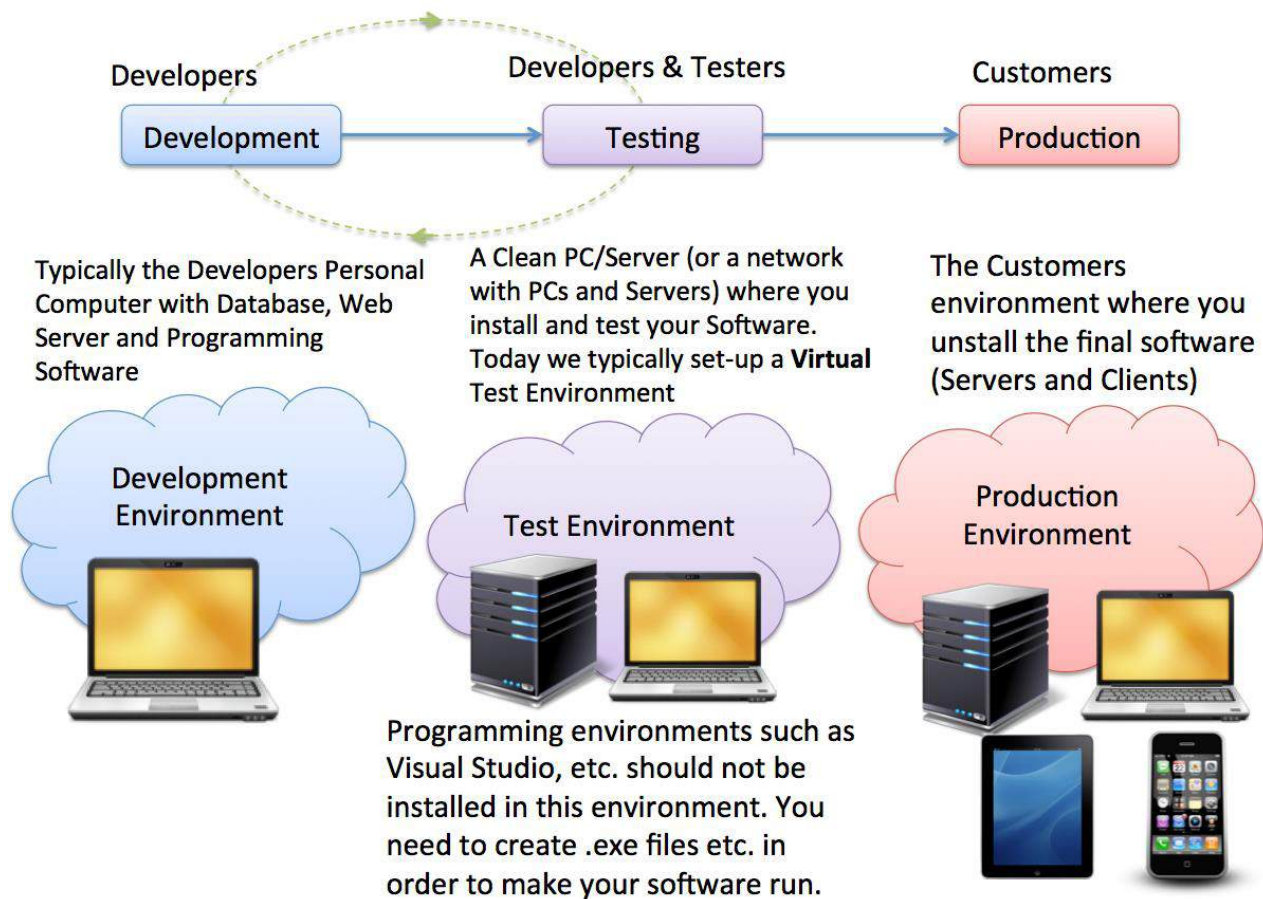 Developers
Developers & Testers
Customers
Development
Testing
Production
Typically the Developers Personal
Computer with Database, Web
Server and Programming
Software
A Clean PC/Server (or a network
with PCs and Servers) where you
install and test your Software.
Today we typically set-up a Virtual
Test Environment
The Customers
environment where you
unstall the final software
(Servers and Clients)
Development
Environment
Test Environment
Production
Environment
Programming environments such as
Visual Studio, etc. should not be
installed in this environment. You
need to create .exe files etc. in
order to make your software run.